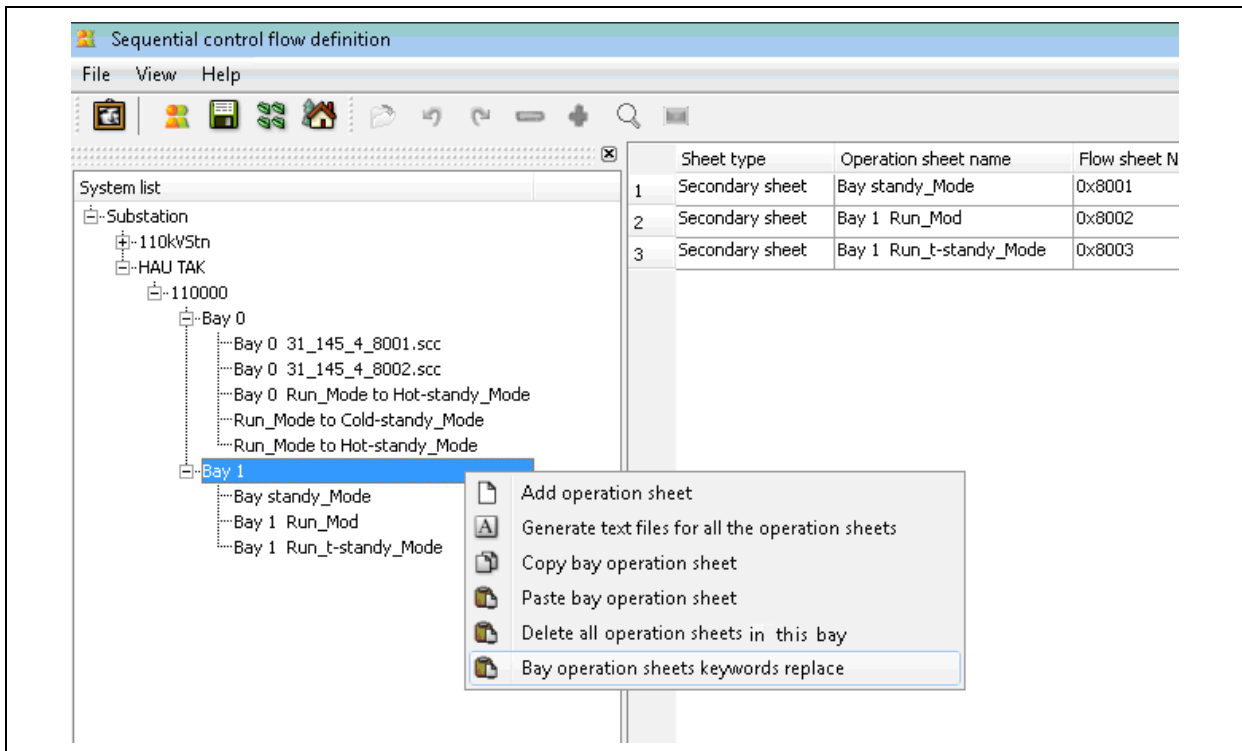 Sequential control flow definition
File View Help
System list
Substation
110kVStn
HAU TAK
110000
Bay 0
Bay 0 31_145_4_8001.scc
Bay 0 31_145_4_8002.scc
Bay 0 Run_Mode to Hot-standy_Mode
Run_Mode to Cold-standy_Mode
Run_Mode to Hot-standy_Mode
Bay 1
Bay standy_Mode
Bay 1 Run_Mod
Bay 1 Run_t-standy_Mode
Sheet type Operation sheet name Flow sheet N
1 Secondary sheet Bay standy_Mode 0x8001
2 Secondary sheet Bay 1 Run_Mod 0x8002
3 Secondary sheet Bay 1 Run_t-standy_Mode 0x8003
Add operation sheet
A Generate text files for all the operation sheets
Copy bay operation sheet
Paste bay operation sheet
Delete all operation sheets in this bay
Bay operation sheets keywords replace